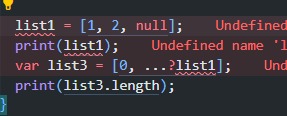 list1 = [1, 2, null]; Undefined
print(list1); Undefined name 'l
var list3 = [0, ...?list1]; Und
print(list3.length);
}